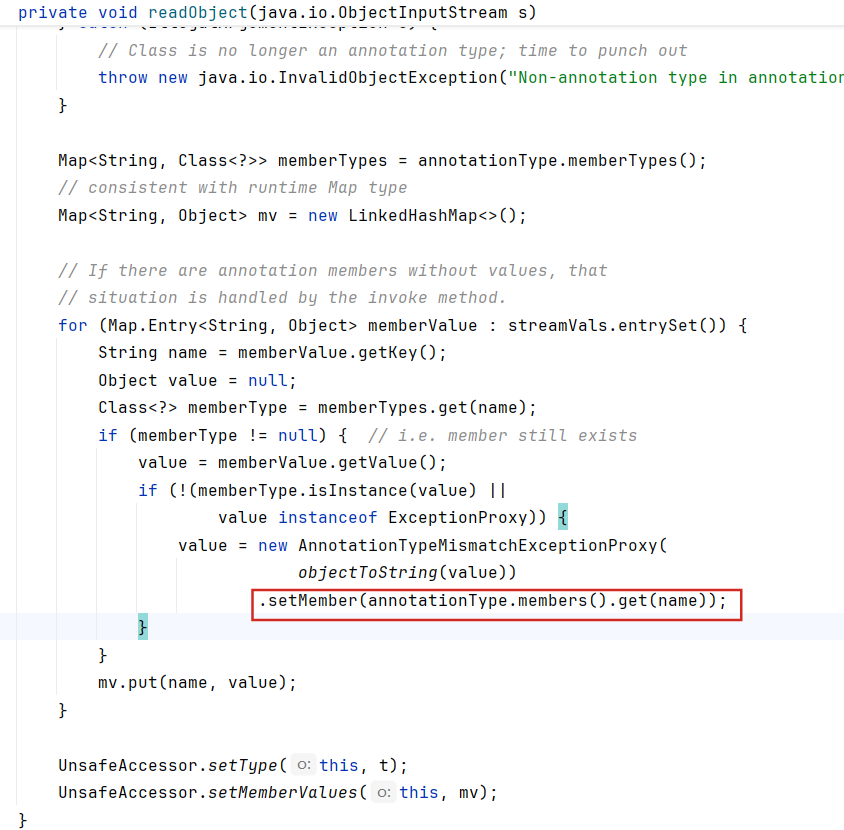 private void readObject(java.io.ObjectInputStream s)
// Class is no longer an annotation type; time to punch out
throw new java.io.InvalidObjectException("Non-annotation type in annotation
}
Map<String, Class<?>> memberTypes = annotationType.memberTypes();
// consistent with runtime Map type
Map<String, Object> mv = new LinkedHashMap<>();
// If there are annotation members without values, that
// situation is handled by the invoke method.
for (Map.Entry<String, Object> memberValue : streamVals.entrySet()) {
String name = memberValue.getKey();
Object value = null;
Class<?> memberType = memberTypes.get(name);
if (memberType != null) {  // i.e. member still exists
value = memberValue.getValue();
if (!(memberType.isInstance(value) ||
value instanceof ExceptionProxy)) {
value = new AnnotationTypeMismatchExceptionProxy(
objectToString(value))
.setMember(annotationType.members().get(name));
}
}
mv.put(name, value);
}
UnsafeAccessor.setType( o: this, t);
UnsafeAccessor.setMemberValues( o: this, mv);
}